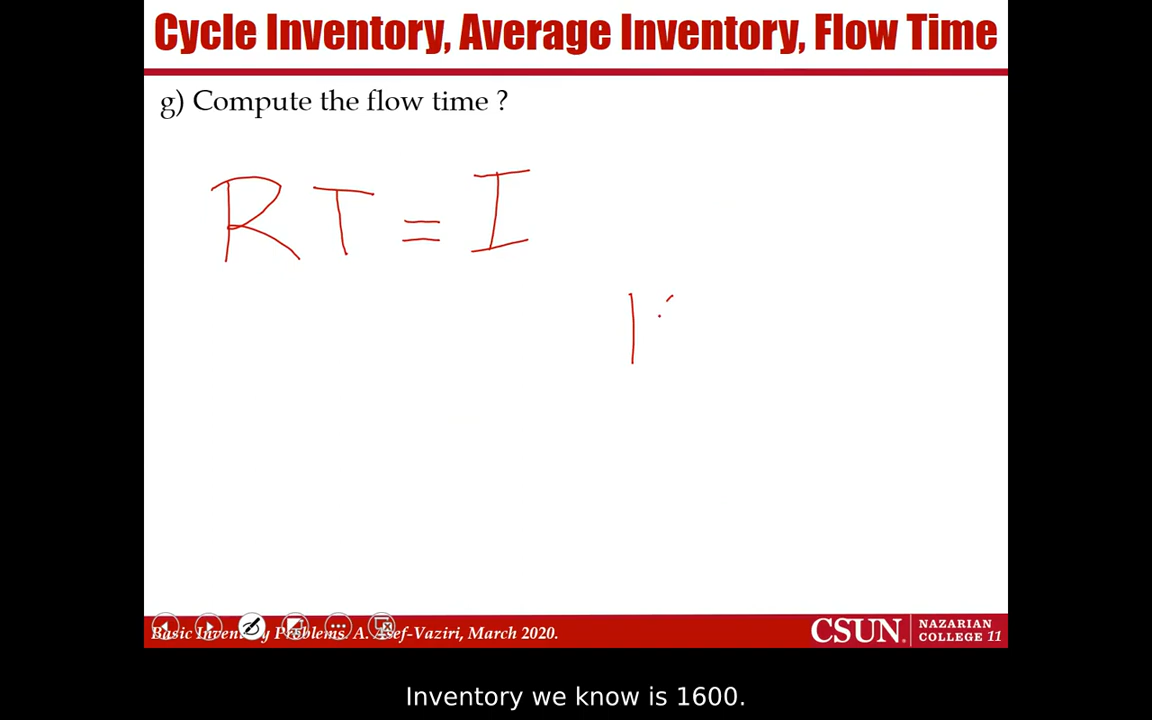 Cycle Inventory, Average Inventory, Flow Time
g) Compute the flow time ?
R T = I
Basic Inventory Problems. A. Asef-Vaziri, March 2020.
CSUN NAZARIAN
COLLEGE 11
Inventory we know is 1600.